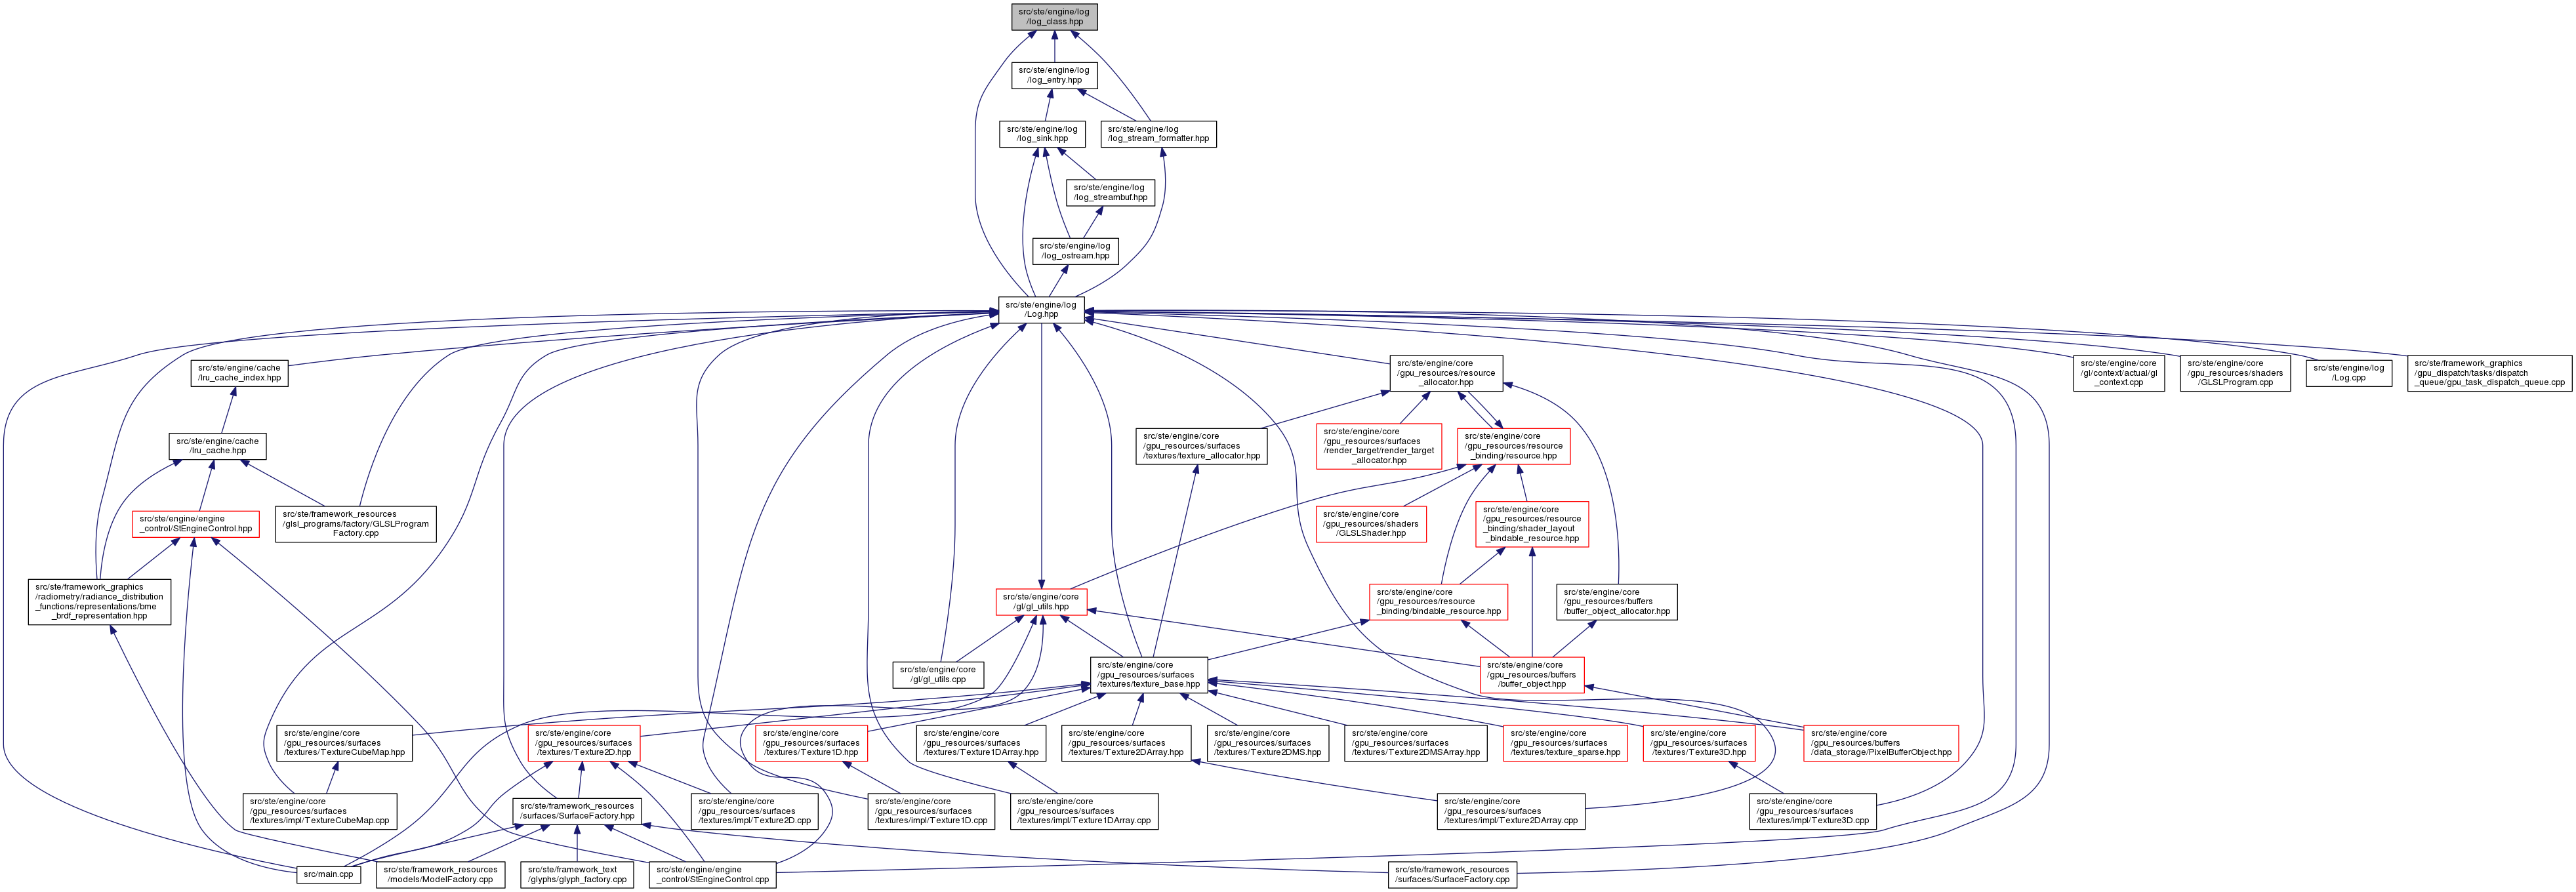 src/ste/engine/log
/log_class.hpp
src/ste/engine/log
/log_entry.hpp
src/ste/engine/log
/log_sink.hpp
src/ste/engine/log
/log_stream_formatter.hpp
src/ste/engine/log
/log_streambuf.hpp
src/ste/engine/log
/log_ostream.hpp
src/ste/engine/log
/Log.hpp
src/ste/engine/cache
/lru_cache_index.hpp
src/ste/engine/core
/gpu_resources/resource
_allocator.hpp
src/ste/engine/core
/gl/context/actual/gl
_context.cpp
src/ste/engine/core
/gpu_resources/shaders
/GLSLProgram.cpp
src/ste/engine/log
/Log.cpp
src/ste/framework_graphics
/gpu_dispatch/tasks/dispatch
_queue/gpu_task_dispatch_queue.cpp
src/ste/engine/cache
/lru_cache.hpp
src/ste/engine/core
/gpu_resources/surfaces
/textures/texture_allocator.hpp
src/ste/engine/core
/gpu_resources/surfaces
/render_target/render_target
_allocator.hpp
src/ste/engine/core
/gpu_resources/resource
_binding/resource.hpp
src/ste/engine/engine
_control/StEngineControl.hpp
src/ste/framework_resources
/glsl_programs/factory/GLSLProgram
Factory.cpp
src/ste/engine/core
/gpu_resources/shaders
/GLSLShader.hpp
src/ste/engine/core
/gpu_resources/resource
_binding/shader_layout
_bindable_resource.hpp
src/ste/framework_graphics
/radiometry/radiance_distribution
_functions/representations/bme
_brdf_representation.hpp
src/ste/engine/core
/gl/gl_utils.hpp
src/ste/engine/core
/gpu_resources/resource
_binding/bindable_resource.hpp
src/ste/engine/core
/gpu_resources/buffers
/buffer_object_allocator.hpp
src/ste/engine/core
/gl/gl_utils.cpp
src/ste/engine/core
/gpu_resources/surfaces
/textures/texture_base.hpp
src/ste/engine/core
/gpu_resources/buffers
/buffer_object.hpp
src/ste/engine/core
/gpu_resources/surfaces
/textures/TextureCubeMap.hpp
src/ste/engine/core
/gpu_resources/surfaces
/textures/Texture2D.hpp
src/ste/engine/core
/gpu_resources/surfaces
/textures/Texture1D.hpp
src/ste/engine/core
/gpu_resources/surfaces
/textures/Texture1DArray.hpp
src/ste/engine/core
/gpu_resources/surfaces
/textures/Texture2DArray.hpp
src/ste/engine/core
/gpu_resources/surfaces
/textures/Texture2DMS.hpp
src/ste/engine/core
/gpu_resources/surfaces
/textures/Texture2DMSArray.hpp
src/ste/engine/core
/gpu_resources/surfaces
/textures/texture_sparse.hpp
src/ste/engine/core
/gpu_resources/surfaces
/textures/Texture3D.hpp
src/ste/engine/core
/gpu_resources/buffers
/data_storage/PixelBufferObject.hpp
src/ste/engine/core
/gpu_resources/surfaces
/textures/impl/TextureCubeMap.cpp
src/ste/framework_resources
/surfaces/SurfaceFactory.hpp
src/ste/engine/core
/gpu_resources/surfaces
/textures/impl/Texture2D.cpp
src/ste/engine/core
/gpu_resources/surfaces
/textures/impl/Texture1D.cpp
src/ste/engine/core
/gpu_resources/surfaces
/textures/impl/Texture1DArray.cpp
src/ste/engine/core
/gpu_resources/surfaces
/textures/impl/Texture2DArray.cpp
src/ste/engine/core
/gpu_resources/surfaces
/textures/impl/Texture3D.cpp
src/main.cpp
src/ste/framework_resources
/models/ModelFactory.cpp
src/ste/framework_text
/glyphs/glyph_factory.cpp
src/ste/engine/engine
_control/StEngineControl.cpp
src/ste/framework_resources
/surfaces/SurfaceFactory.cpp